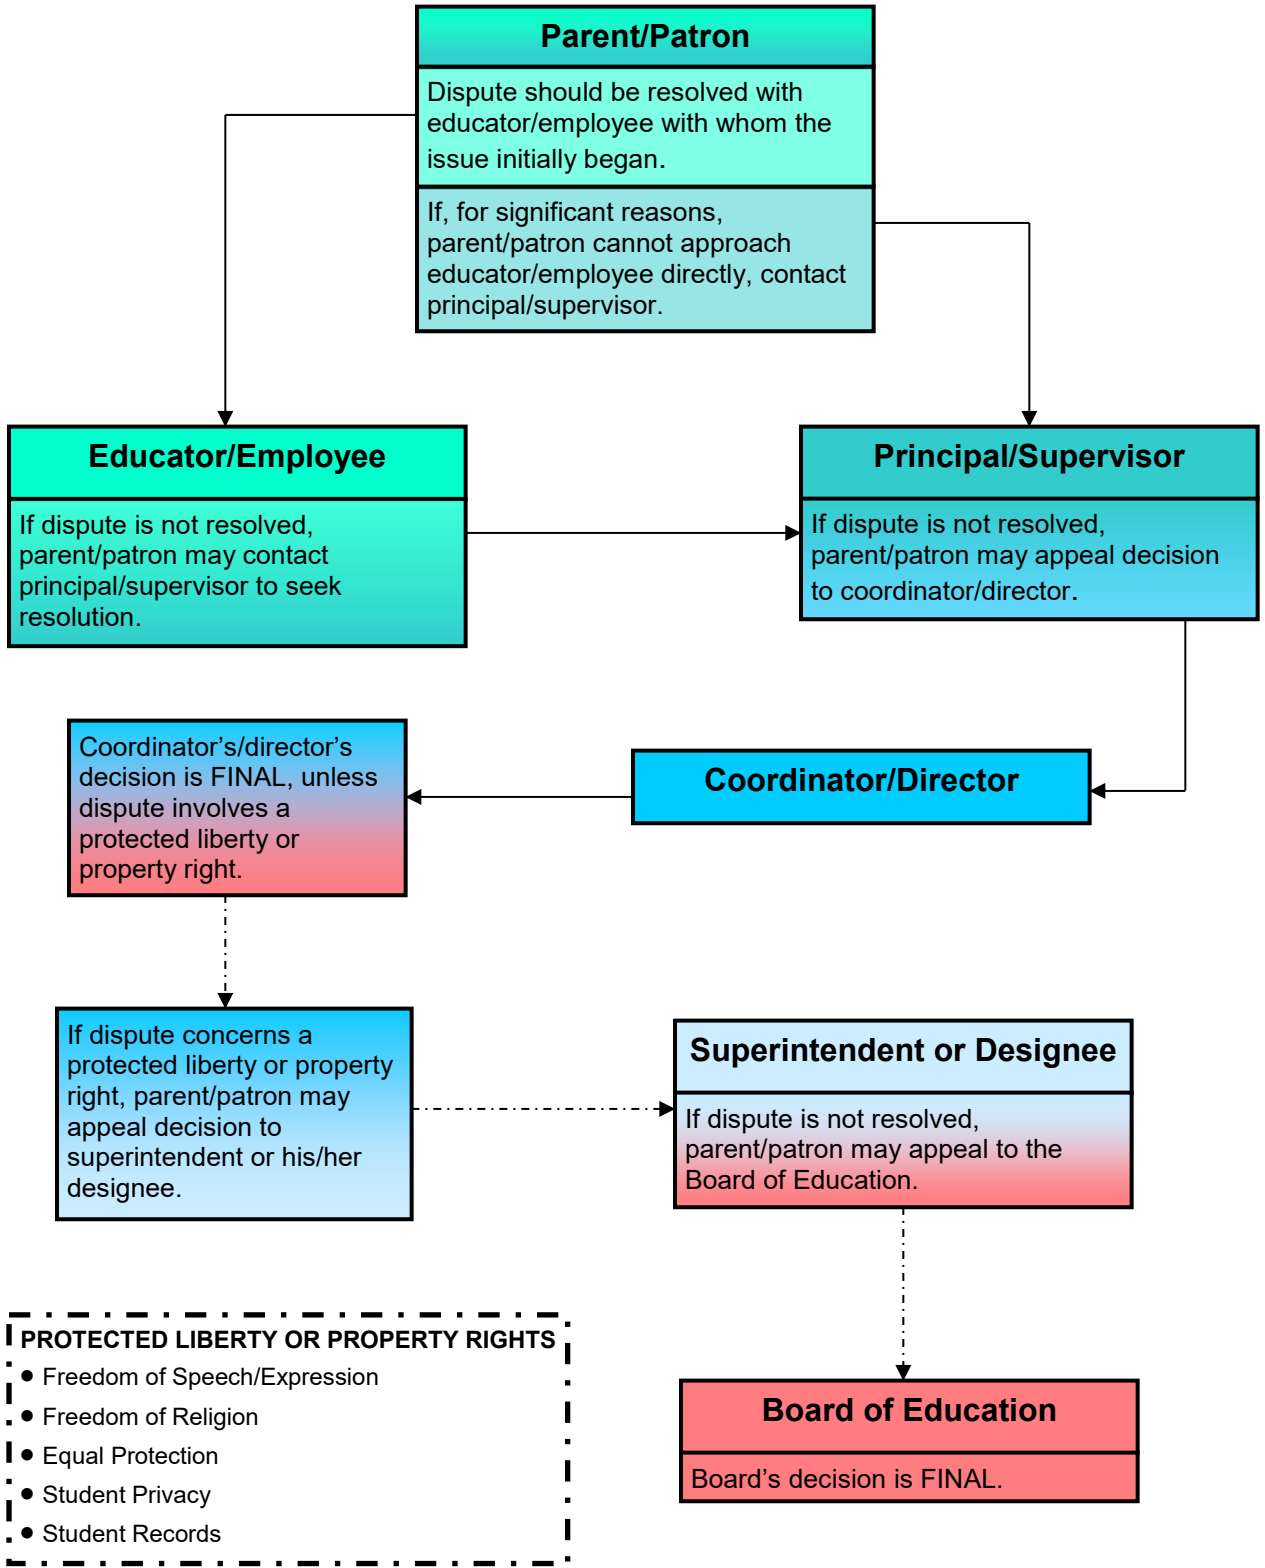 Parent/Patron
Dispute should be resolved with
educator/employee with whom the
issue initially began.
If, for significant reasons,
parent/patron cannot approach
educator/employee directly, contact
principal/supervisor.
Educator/Employee
If dispute is not resolved,
parent/patron may contact
principal/supervisor to seek
resolution.
Principal/Supervisor
If dispute is not resolved,
parent/patron may appeal decision
to coordinator/director.
Coordinator/Director
Coordinator’s/director’s
decision is FINAL, unless
dispute involves a
protected liberty or
property right.
If dispute concerns a
protected liberty or property
right, parent/patron may
appeal decision to
superintendent or his/her
designee.
Superintendent or Designee
If dispute is not resolved,
parent/patron may appeal to the
Board of Education.
Board of Education
Board’s decision is FINAL.
PROTECTED LIBERTY OR PROPERTY RIGHTS
● Freedom of Speech/Expression
● Freedom of Religion
● Equal Protection
● Student Privacy
● Student Records